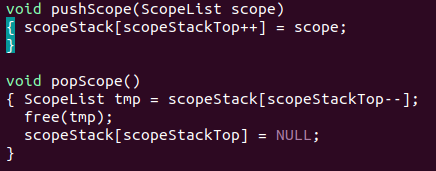 void pushScope(ScopeList scope)
{ scopeStack[scopeStackTop++] = scope;
}

void popScope()
{ ScopeList tmp = scopeStack[scopeStackTop--];
  free(tmp);
  scopeStack[scopeStackTop] = NULL;
}